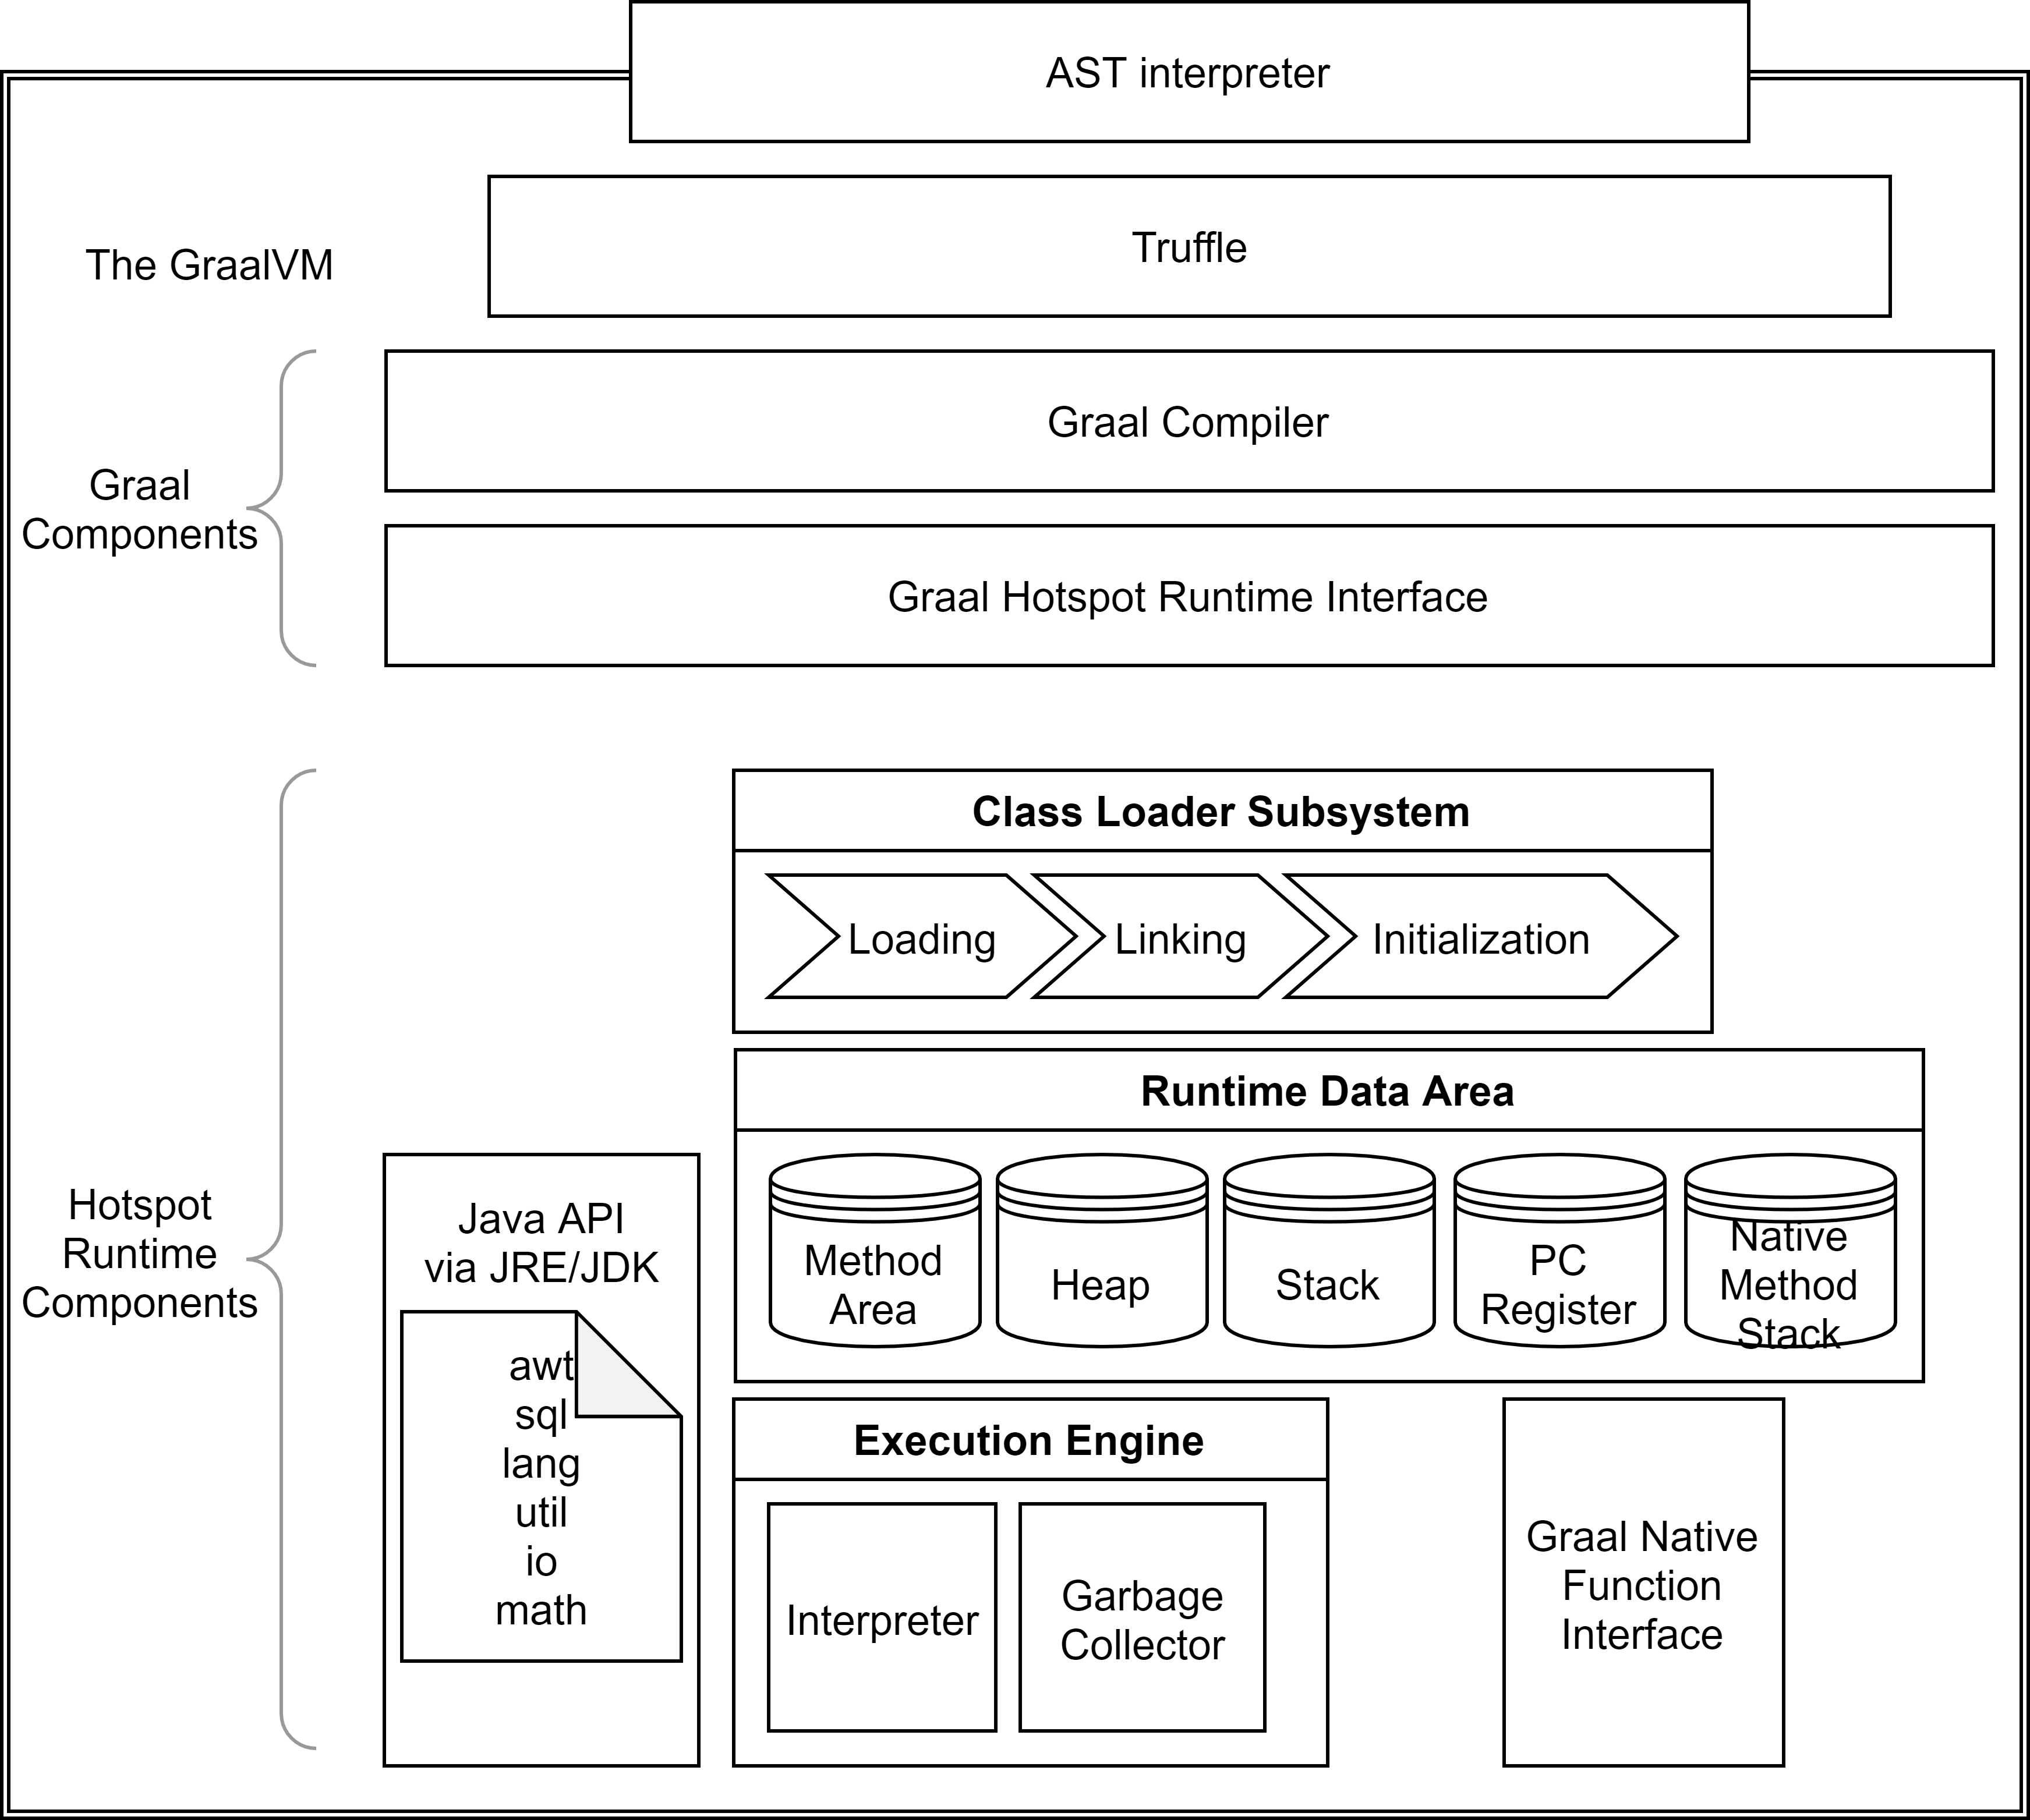 AST interpreter
Truffle
The GraalVM
Graal Compiler
Graal
Components
Graal Hotspot Runtime Interface
Class Loader Subsystem
Loading
Linking
Initialization
Runtime Data Area
Method
Area
Heap
Stack
PC
Register
Native
Method
Stack
Hotspot
Runtime
Components
Java API
via JRE/JDK
awt
sql
lang
util
io
math
Execution Engine
Interpreter
Garbage
Collector
Graal Native
Function
Interface